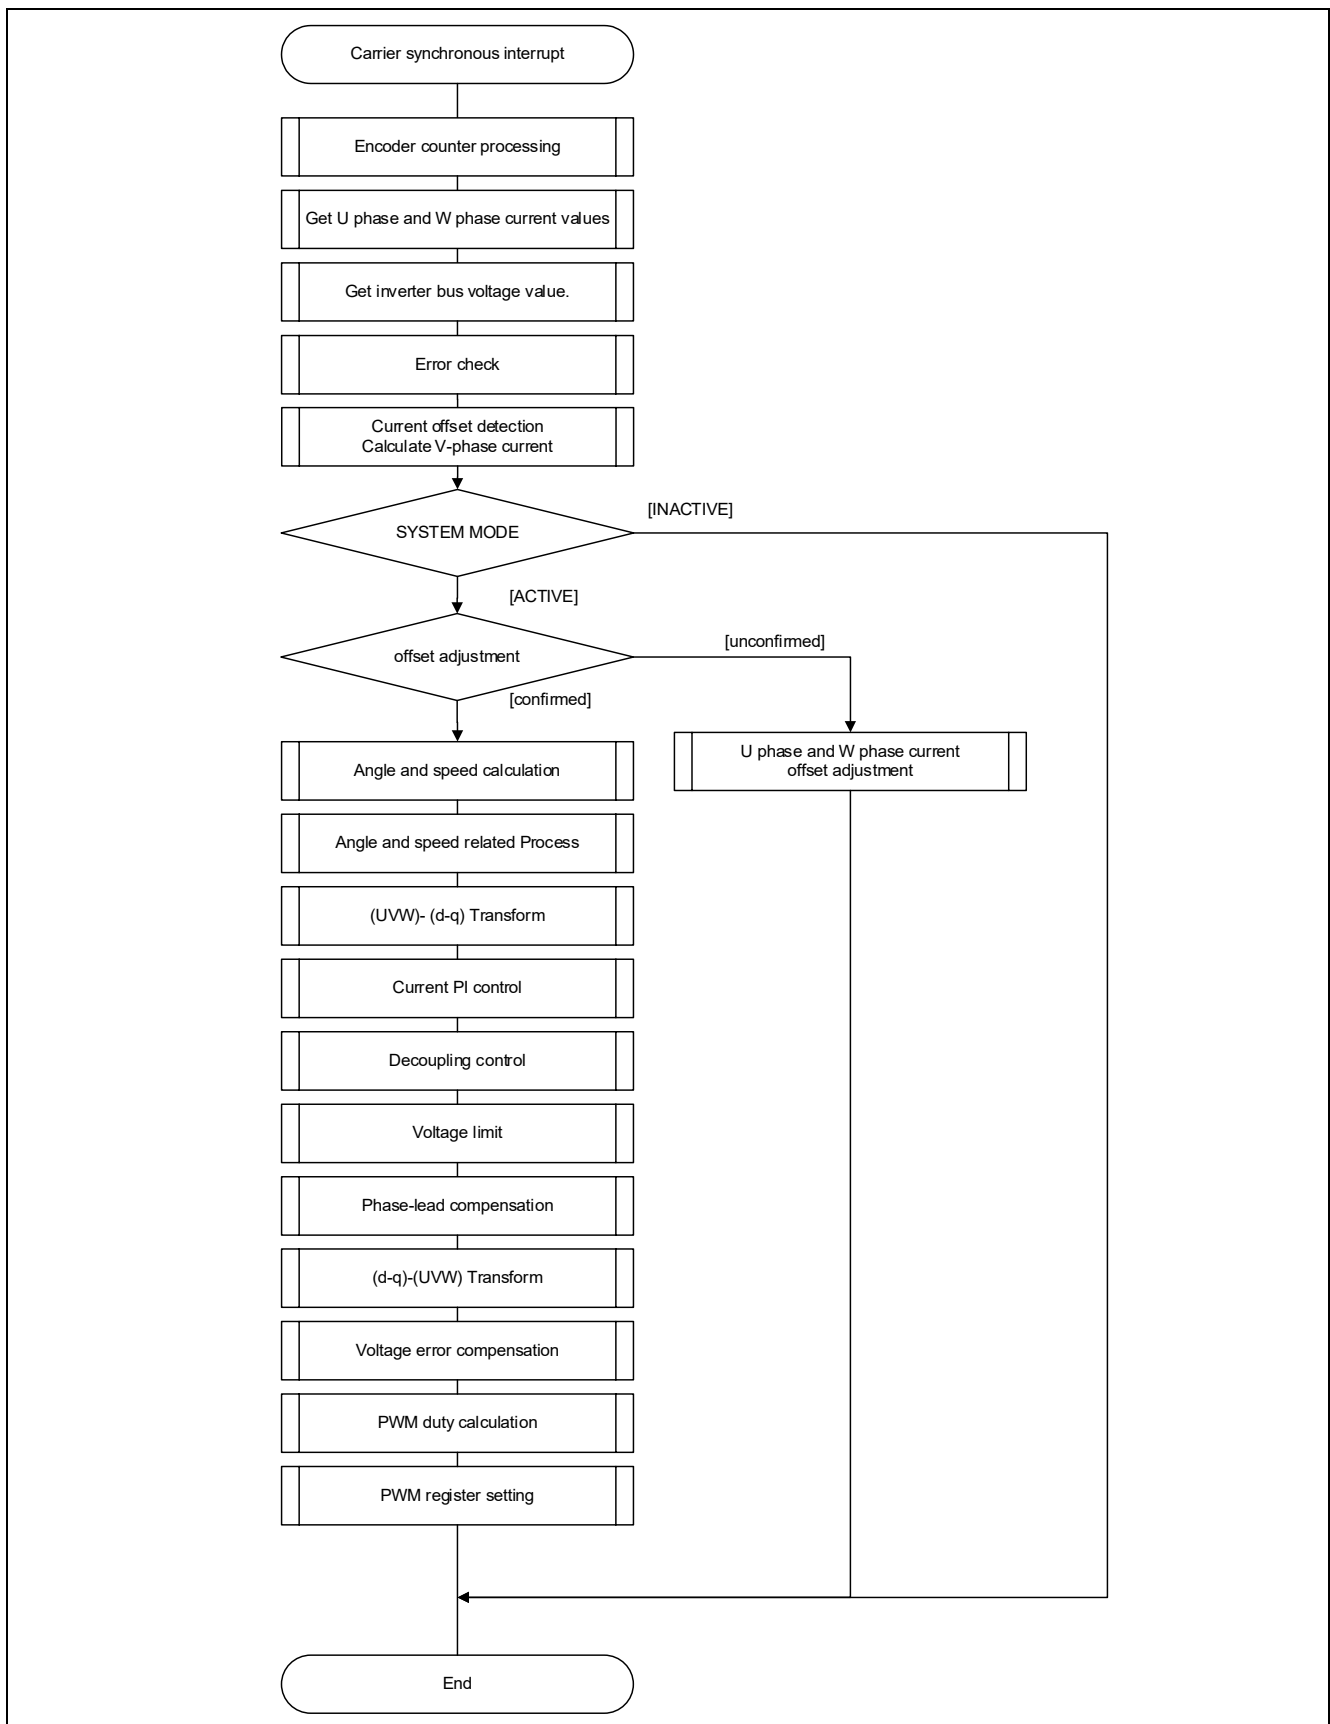 Carrier synchronous interrupt
Encoder counter processing
Get U phase and W phase current values
Get inverter bus voltage value.
Error check
Current offset detection
Calculate V-phase current
[INACTIVE]
SYSTEM MODE
[ACTIVE]
[unconfirmed]
offset adjustment
[confirmed]
U phase and W phase current
offset adjustment
Angle and speed calculation
Angle and speed related Process
(UVW)- (d-q) Transform
Current PI control
Decoupling control
Voltage limit
Phase-lead compensation
(d-q)-(UVW) Transform
Voltage error compensation
PWM duty calculation
PWM register setting
End